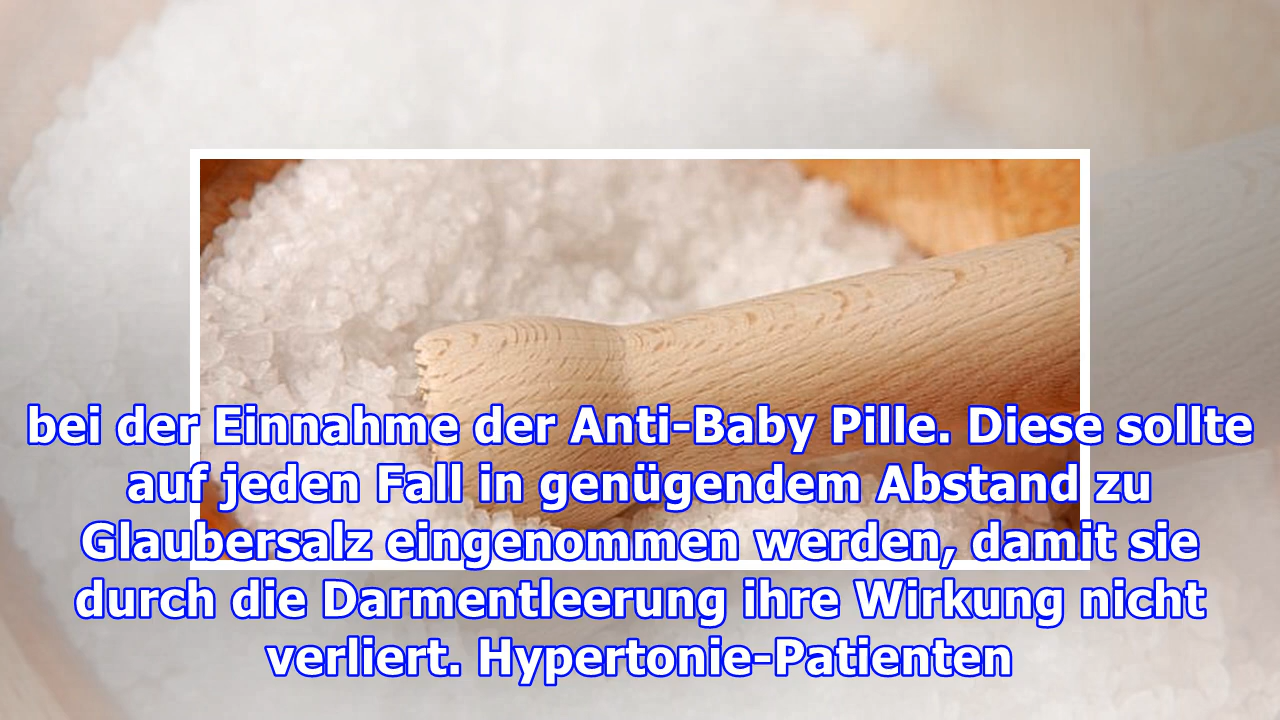 bei der Einnahme der Anti-Baby Pille. Diese sollte
auf jeden Fall in genügendem Abstand zu
Glaubersalz eingenommen werden, damit sie
durch die Darmentleerung ihre Wirkung nicht
verliert. Hypertonie-Patienten